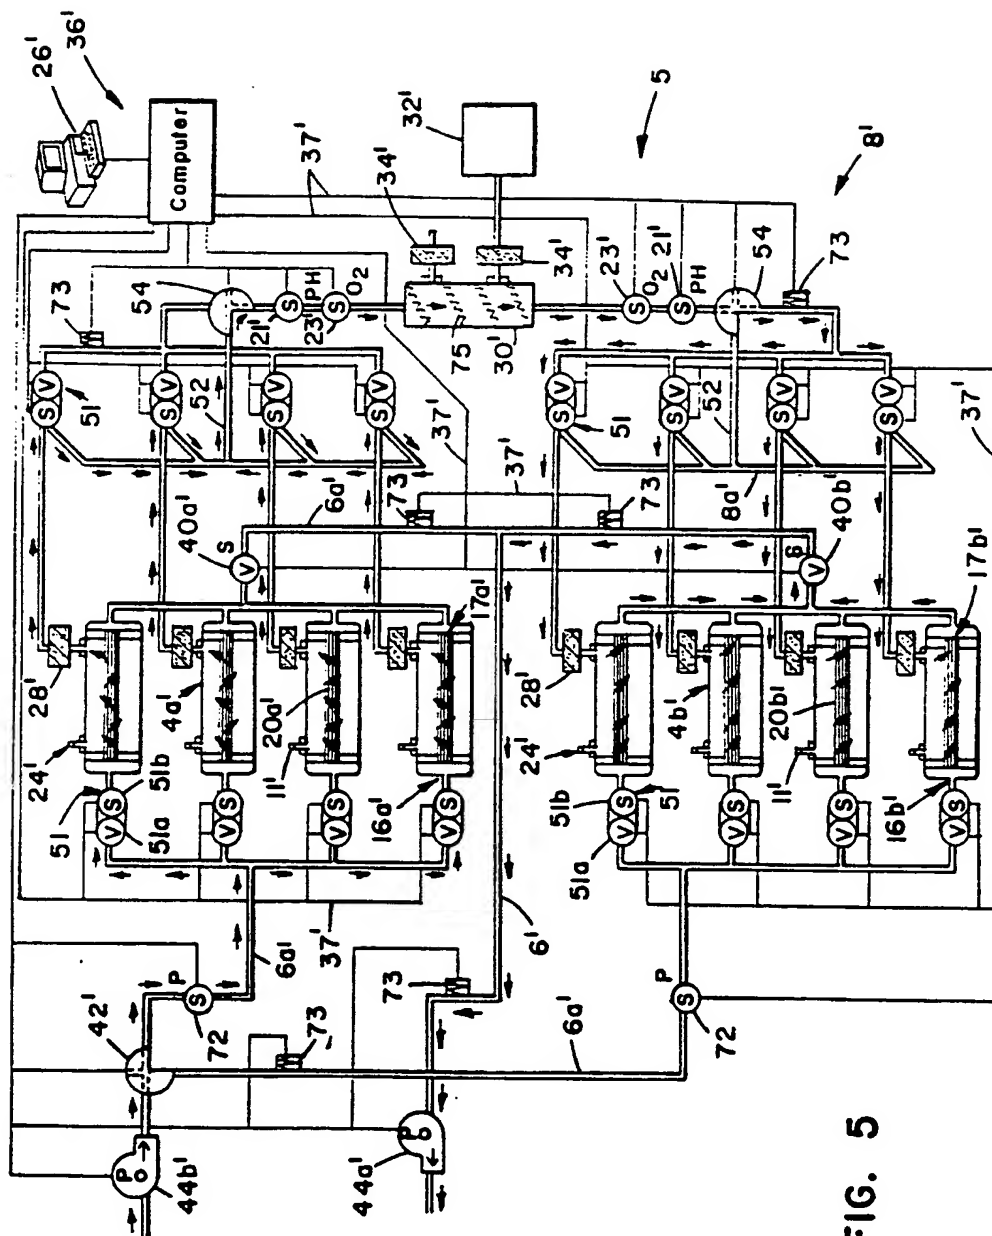 36'
26'
Computer
37'
34'
32'
5
8'
73
54
21'
PH
23'
O2
75
30'
34'
23'
O2
21'
PH
54
73
51
52
37'
51
52
37'
40a'
S
6a'
73
37'
73
8a'
40b'
S
17a'
17b'
28'
24'
4a'
20a'
11'
16a'
28'
24'
4b'
20b'
11'
16b'
51
51b
51a
51b
51
51a
6a'
37'
6'
P
S
72
73
42'
73
6a'
P
S
72
P
44b'
P
44a'
S
V
S
V
S
V
S
V
S
V
S
V
S
V
S
V
V
S
V
S
V
S
V
S
V
S
V
S
V
S
V
S
V
V
S
S
S
S
FIG. 5